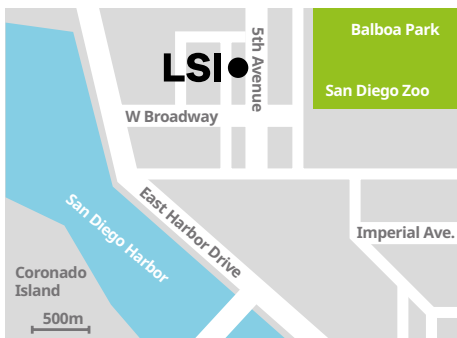 Balboa Park
5th Avenue
LSI
San Diego Zoo
W Broadway
East Harbor Drive
San Diego Harbor
Imperial Ave.
Coronado
Island
500m